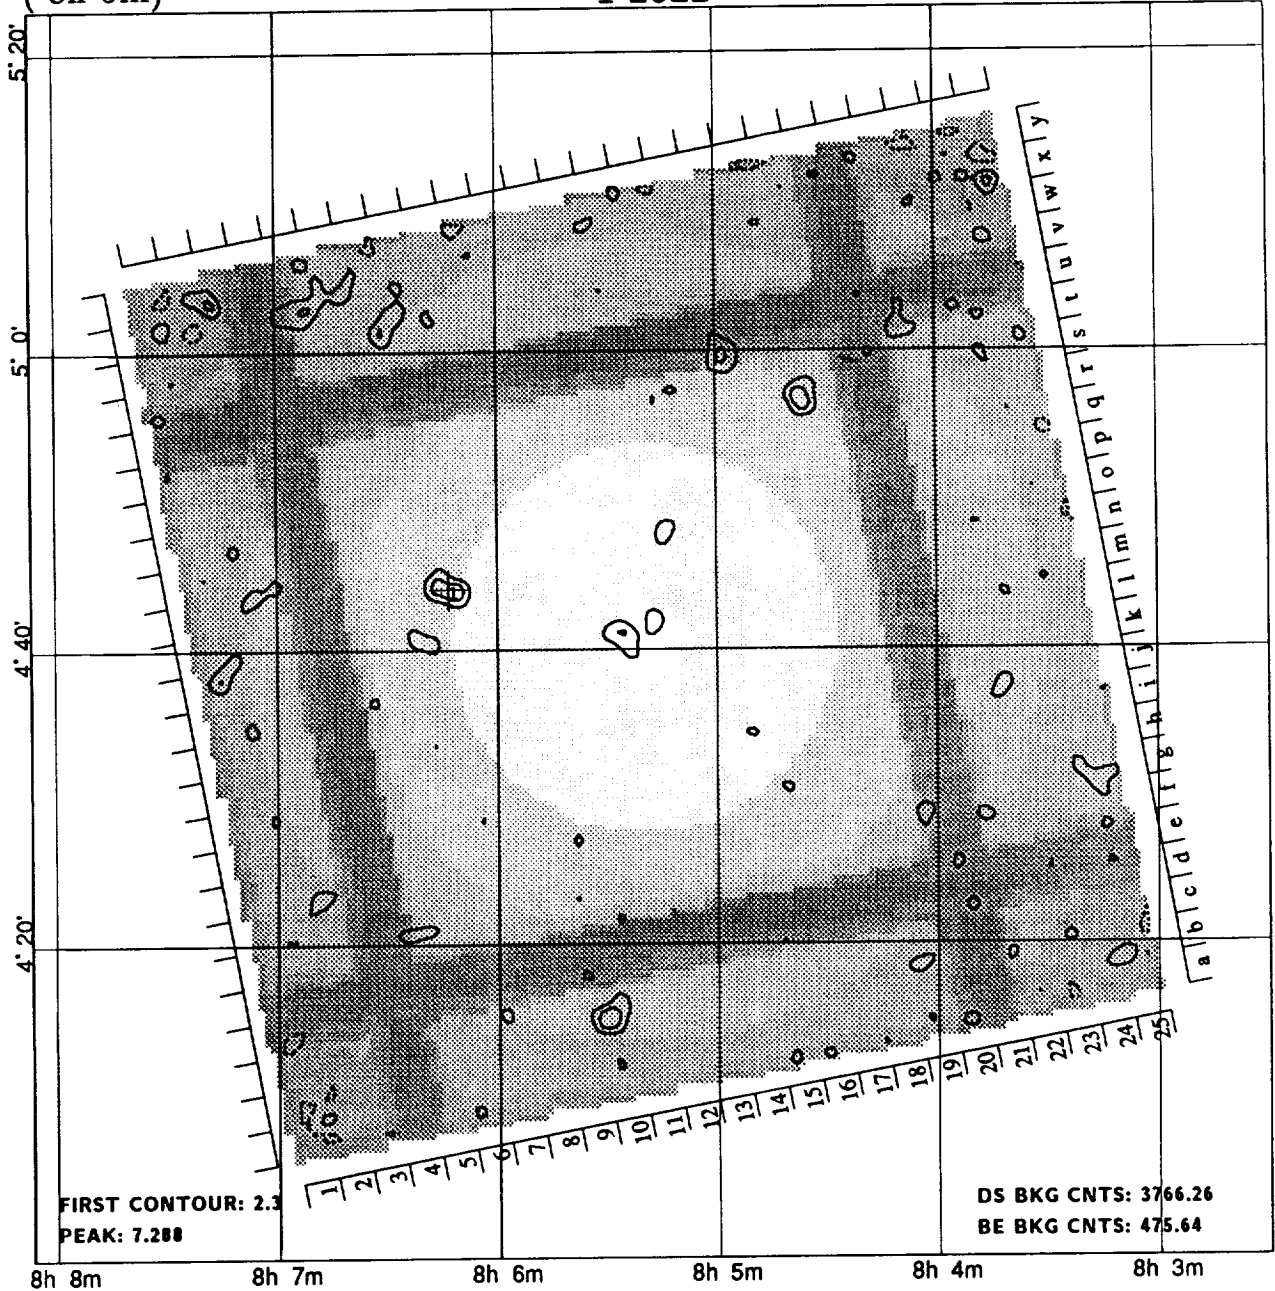 5° 20'
5° 0'
4° 40'
4° 20'
y
x
w
v
u
t
s
r
q
p
o
n
m
l
k
j
i
h
g
f
e
d
c
b
a
1 2 3 4 5 6 7 8 9 10 11 12 13 14 15 16 17 18 19 20 21 22 23 24 25
FIRST CONTOUR: 2.3
PEAK: 7.288
DS BKG CNTS: 3766.26
BE BKG CNTS: 475.64
8h 8m 8h 7m 8h 6m 8h 5m 8h 4m 8h 3m